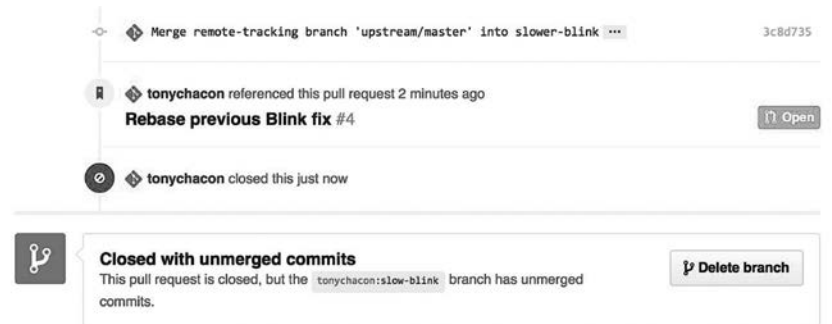 Merge remote-tracking branch 'upstream/master' into slower-blink ··· 3c8d735
tonychacon referenced this pull request 2 minutes ago
Rebase previous Blink fix #4 Open
tonychacon closed this just now
Closed with unmerged commits
This pull request is closed, but the tonychacon:slow-blink branch has unmerged
commits.
Delete branch